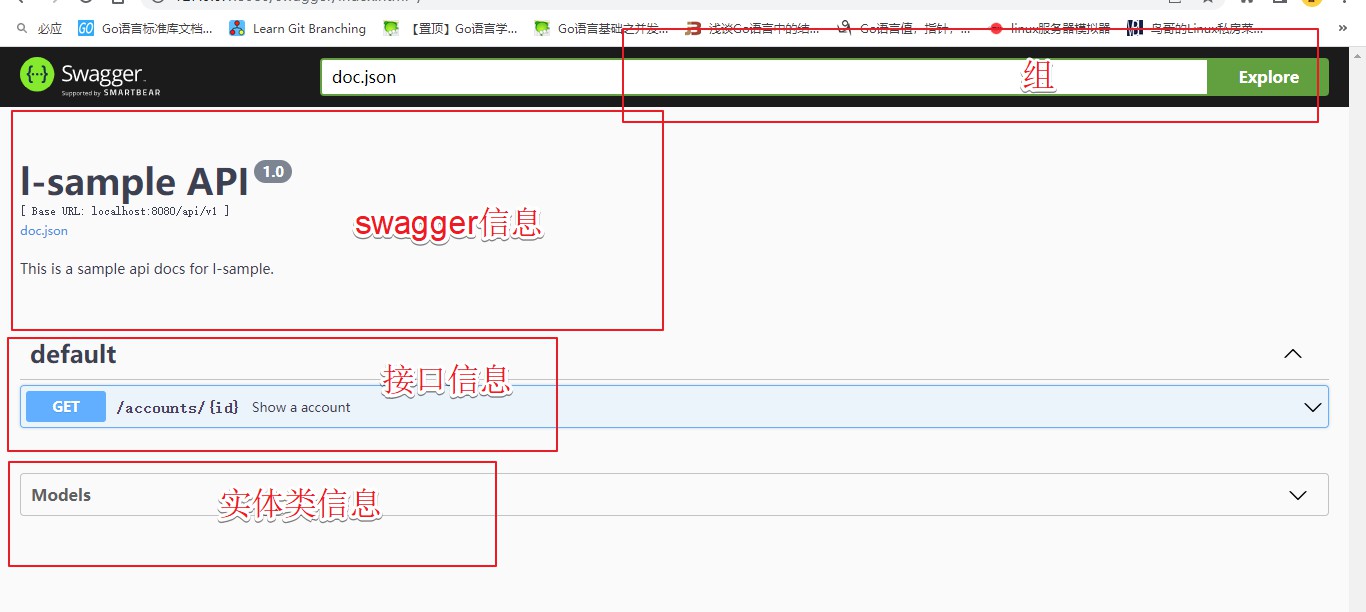 必应 Go语言标准库文档... Learn Git Branching 【置顶】Go语言学... Go语言基础之并发... 浅谈Go语言中的结... Go语言值，指针，... linux服务器模拟器 鸟哥的Linux私房菜... »
Swagger
Supported by SMARTBEAR
doc.json
组
Explore
l-sample API 1.0
[ Base URL: localhost:8080/api/v1 ]
doc.json
swagger信息
This is a sample api docs for l-sample.
default
接口信息
GET /accounts/{id} Show a account
Models
实体类信息